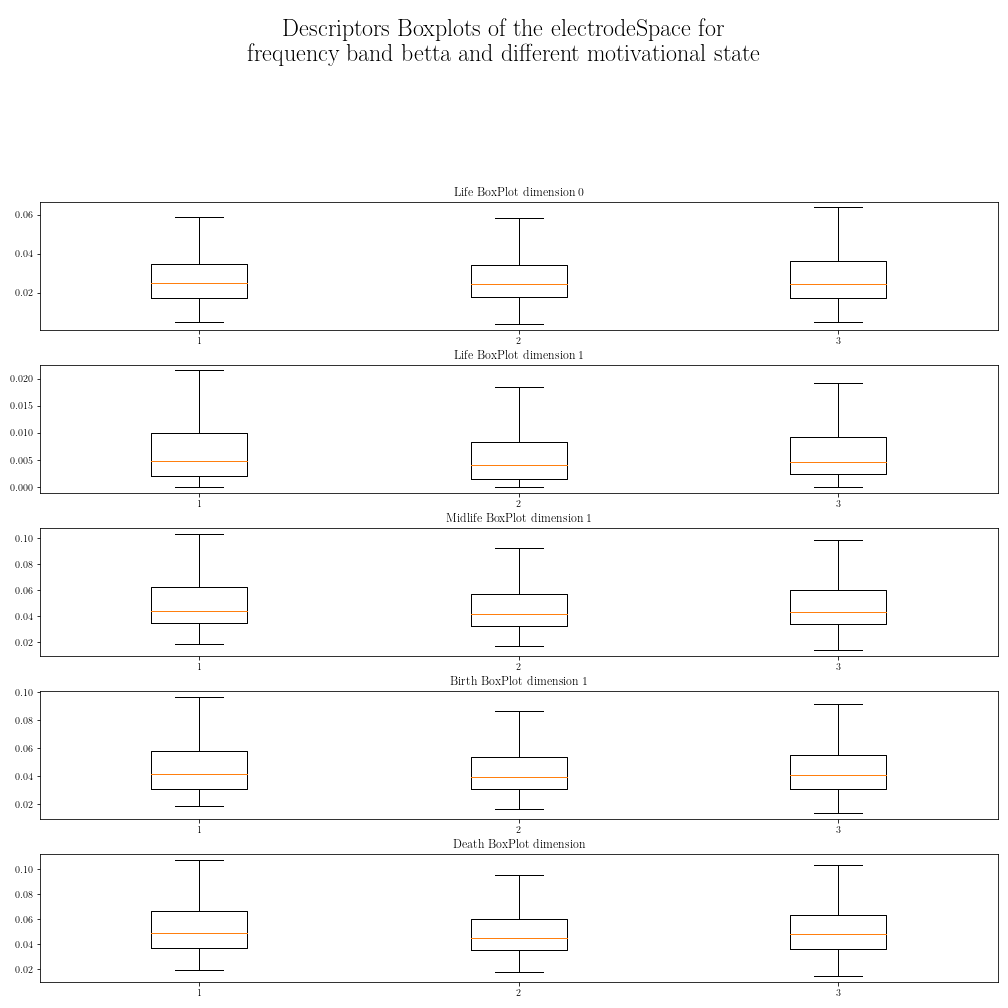 Descriptors Boxplots of the electrodeSpace for
frequency band betta and different motivational state
Life BoxPlot dimension 0
0.06
0.04
0.02
1 2 3
Life BoxPlot dimension 1
0.020
0.015
0.010
0.005
0.000
1 2 3
Midlife BoxPlot dimension 1
0.10
0.08
0.06
0.04
0.02
1 2 3
Birth BoxPlot dimension 1
0.10
0.08
0.06
0.04
0.02
1 2 3
Death BoxPlot dimension
0.10
0.08
0.06
0.04
0.02
1 2 3